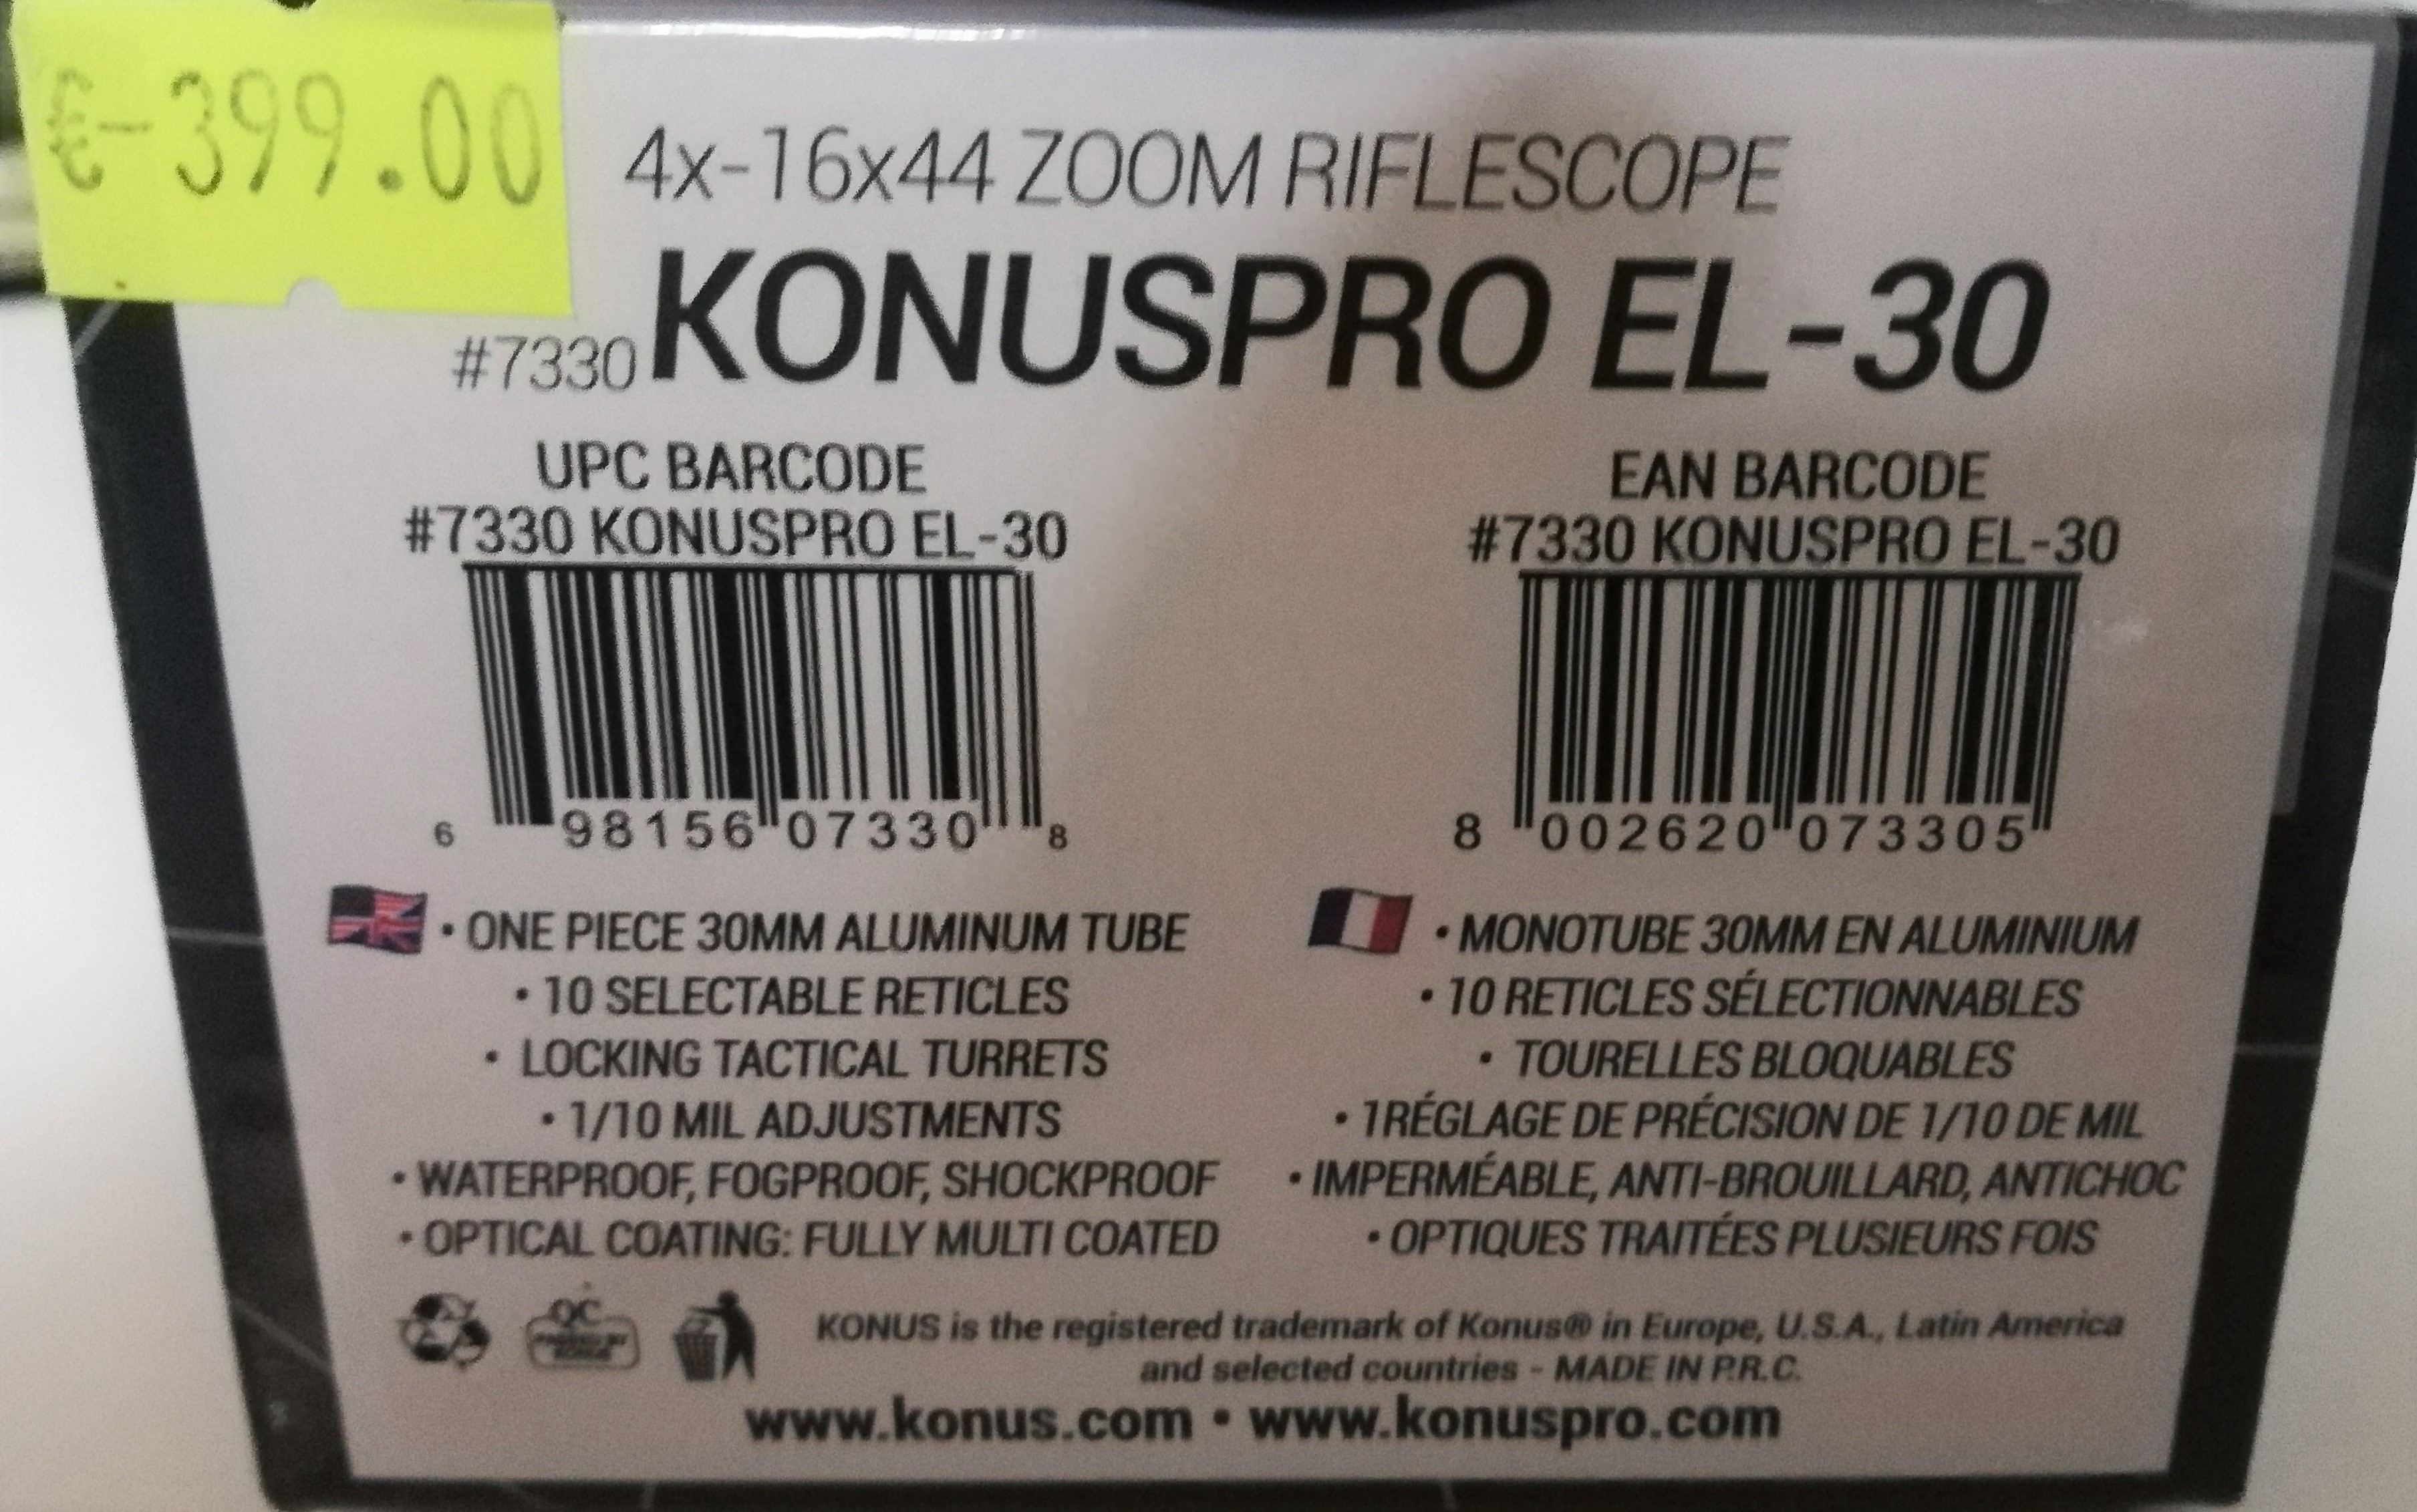 €-399.00
4x-16x44 ZOOM RIFLESCOPE
#7330 KONUSPRO EL-30
UPC BARCODE
#7330 KONUSPRO EL-30
6 98156 07330 8
EAN BARCODE
#7330 KONUSPRO EL-30
8 002620 073305
• ONE PIECE 30MM ALUMINUM TUBE
• 10 SELECTABLE RETICLES
• LOCKING TACTICAL TURRETS
• 1/10 MIL ADJUSTMENTS
• WATERPROOF, FOGPROOF, SHOCKPROOF
• OPTICAL COATING: FULLY MULTI COATED
• MONOTUBE 30MM EN ALUMINIUM
• 10 RETICLES SÉLECTIONNABLES
• TOURELLES BLOQUABLES
• 1RÉGLAGE DE PRÉCISION DE 1/10 DE MIL
• IMPERMÉABLE, ANTI-BROUILLARD, ANTICHOC
• OPTIQUES TRAITÉES PLUSIEURS FOIS
QC
KONUS is the registered trademark of Konus® in Europe, U.S.A., Latin America
and selected countries - MADE IN P.R.C.
www.konus.com • www.konuspro.com